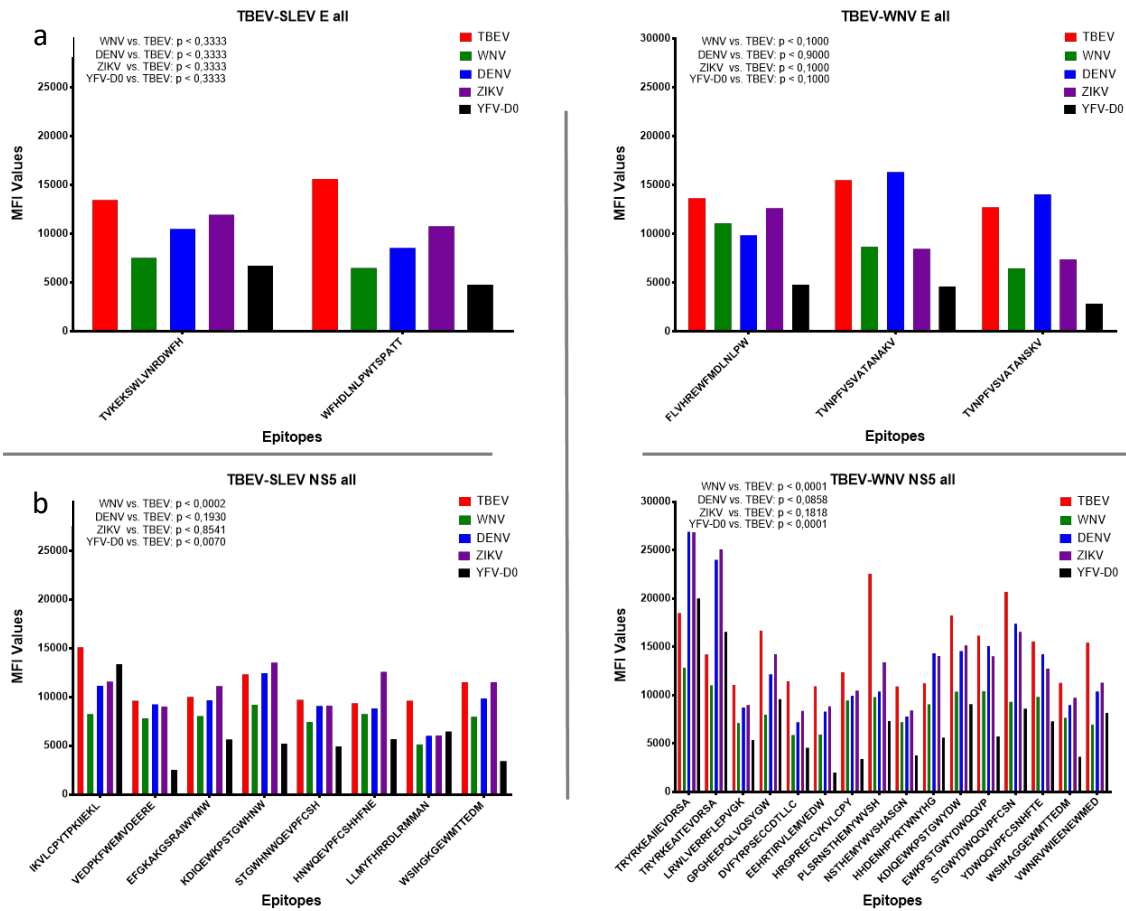 a
TBEV-SLEV E all
WNV vs. TBEV: p < 0,3333
DENV vs. TBEV: p < 0,3333
ZIKV vs. TBEV: p < 0,3333
YFV-D0 vs. TBEV: p < 0,3333
TBEV
WNV
DENV
ZIKV
YFV-D0
MFI Values
30000
25000
20000
15000
10000
5000
0
TVKEKSWLVNRDWFH
WFHDLNLPWTSPATT
Epitopes
TBEV-WNV E all
WNV vs. TBEV: p < 0,1000
DENV vs. TBEV: p < 0,9000
ZIKV vs. TBEV: p < 0,1000
YFV-D0 vs. TBEV: p < 0,1000
TBEV
WNV
DENV
ZIKV
YFV-D0
MFI Values
30000
25000
20000
15000
10000
5000
0
FLVHREWFMDLNLPW
TVNPFVSVATANAKV
TVNPFVSVATANSKV
Epitopes
b
TBEV-SLEV NS5 all
WNV vs. TBEV: p < 0,0002
DENV vs. TBEV: p < 0,1930
ZIKV vs. TBEV: p < 0,8541
YFV-D0 vs. TBEV: p < 0,0070
TBEV
WNV
DENV
ZIKV
YFV-D0
MFI Values
30000
25000
20000
15000
10000
5000
0
IKVLCPYTPKIIEKL
VEDPKFWEMVDEERE
EFGKAKGSRAIWYMW
KDIQEWKPSTGWHNW
STGWHNWQEVPFCSH
HNWQEVPFCSHHFNE
LLMYFHRRDLRMMAN
WSIHGKGEWMTTEDM
Epitopes
TBEV-WNV NS5 all
WNV vs. TBEV: p < 0,0001
DENV vs. TBEV: p < 0,0858
ZIKV vs. TBEV: p < 0,1818
YFV-D0 vs. TBEV: p < 0,0001
TBEV
WNV
DENV
ZIKV
YFV-D0
MFI Values
30000
25000
20000
15000
10000
5000
0
TRYRKEAIIEVDRSA
TRYRKEAITEVDRSA
LRWLVERRFLEPVGK
GPGHEEPQLVQSYGW
DVFYRPSECCDTLLC
EEHRTIRVLEMVEDW
HRGPREFCVKVLCPY
PLSRNSTHEMYWVSH
NSTHEMYWVSHASGN
HHDENHPYRTWNYHG
KDIQEWKPSTGWYDW
EWKPSTGWYDWQQVP
STGWYDWQQVPFCSN
YDWQQVPFCSNHFTE
WSIHAGGEWMTTEDM
VWNRVWIEENEWMED
Epitopes